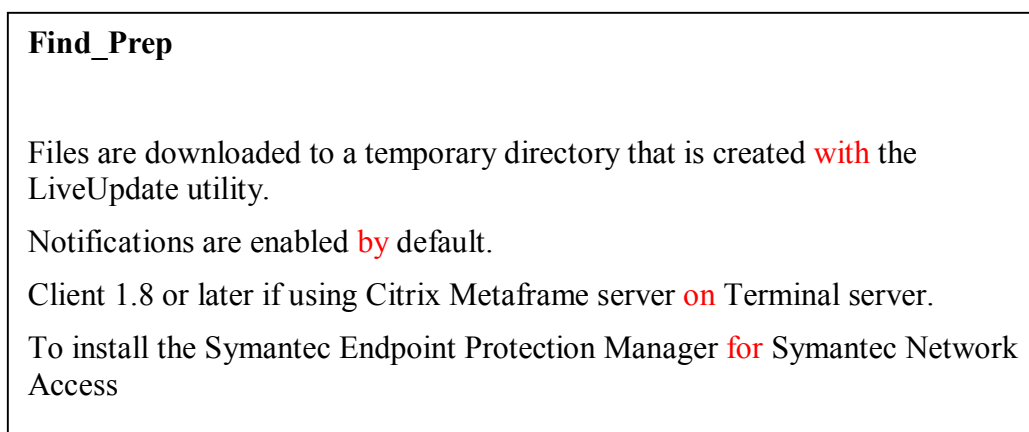 Find_Prep
Files are downloaded to a temporary directory that is created with the
LiveUpdate utility.
Notifications are enabled by default.
Client 1.8 or later if using Citrix Metaframe server on Terminal server.
To install the Symantec Endpoint Protection Manager for Symantec Network
Access